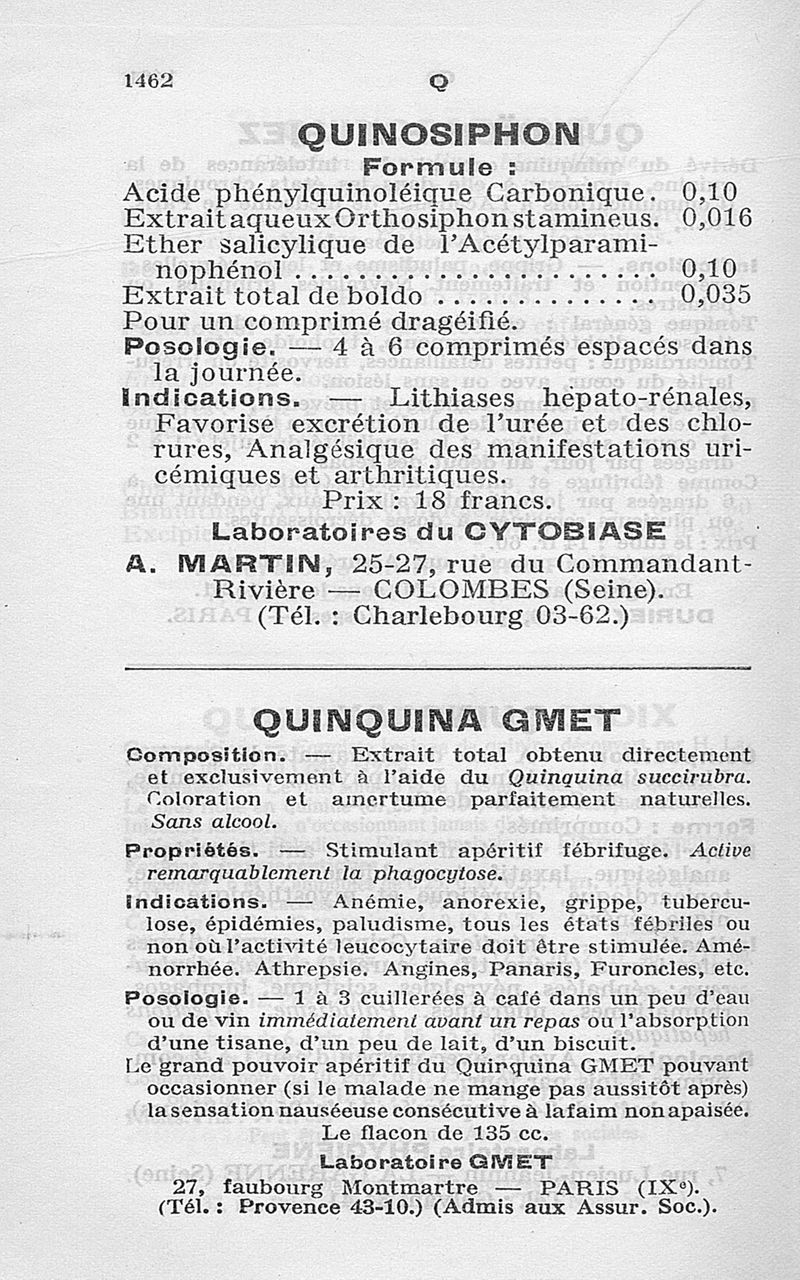 1462
Q
QUINOSIPHON
Formule :
Acide phénylquinoléique Carbonique. 0,10
Extrait aqueux Orthosiphon stamineus. 0,016
Ether salicylique de l'Acétylparami-
nophénol . . . . . . . . . . . . . . . . . . . . . 0,10
Extrait total de boldo . . . . . . . . . . . . . . 0,035
Pour un comprimé dragéifié.
Posologie. — 4 à 6 comprimés espacés dans
la journée.
Indications. — Lithiases hépato-rénales,
Favorise excrétion de l'urée et des chlo-
rures, Analgésique des manifestations uri-
cémiques et arthritiques.
Prix : 18 francs.
Laboratoires du CYTOBIASE
A. MARTIN, 25-27, rue du Commandant-
Rivière — COLOMBES (Seine).
(Tél. : Charlebourg 03-62.)
QUINQUINA GMET
Composition. — Extrait total obtenu directement
et exclusivement à l'aide du Quinquina succirubra.
Coloration et amertume parfaitement naturelles.
Sans alcool.
Propriétés. — Stimulant apéritif fébrifuge. Active
remarquablement la phagocytose.
Indications. — Anémie, anorexie, grippe, tubercu-
lose, épidémies, paludisme, tous les états fébriles ou
non où l'activité leucocytaire doit être stimulée. Amé-
norrhée. Athrepsie. Angines, Panaris, Furoncles, etc.
Posologie. — 1 à 3 cuillerées à café dans un peu d'eau
ou de vin immédiatement avant un repas ou l'absorption
d'une tisane, d'un peu de lait, d'un biscuit.
Le grand pouvoir apéritif du Quinquina GMET pouvant
occasionner (si le malade ne mange pas aussitôt après)
la sensation nauséeuse consécutive à la faim non apaisée.
Le flacon de 135 cc.
Laboratoire GMET
27, faubourg Montmartre — PARIS (IXe).
(Tél. : Provence 43-10.) (Admis aux Assur. Soc.).